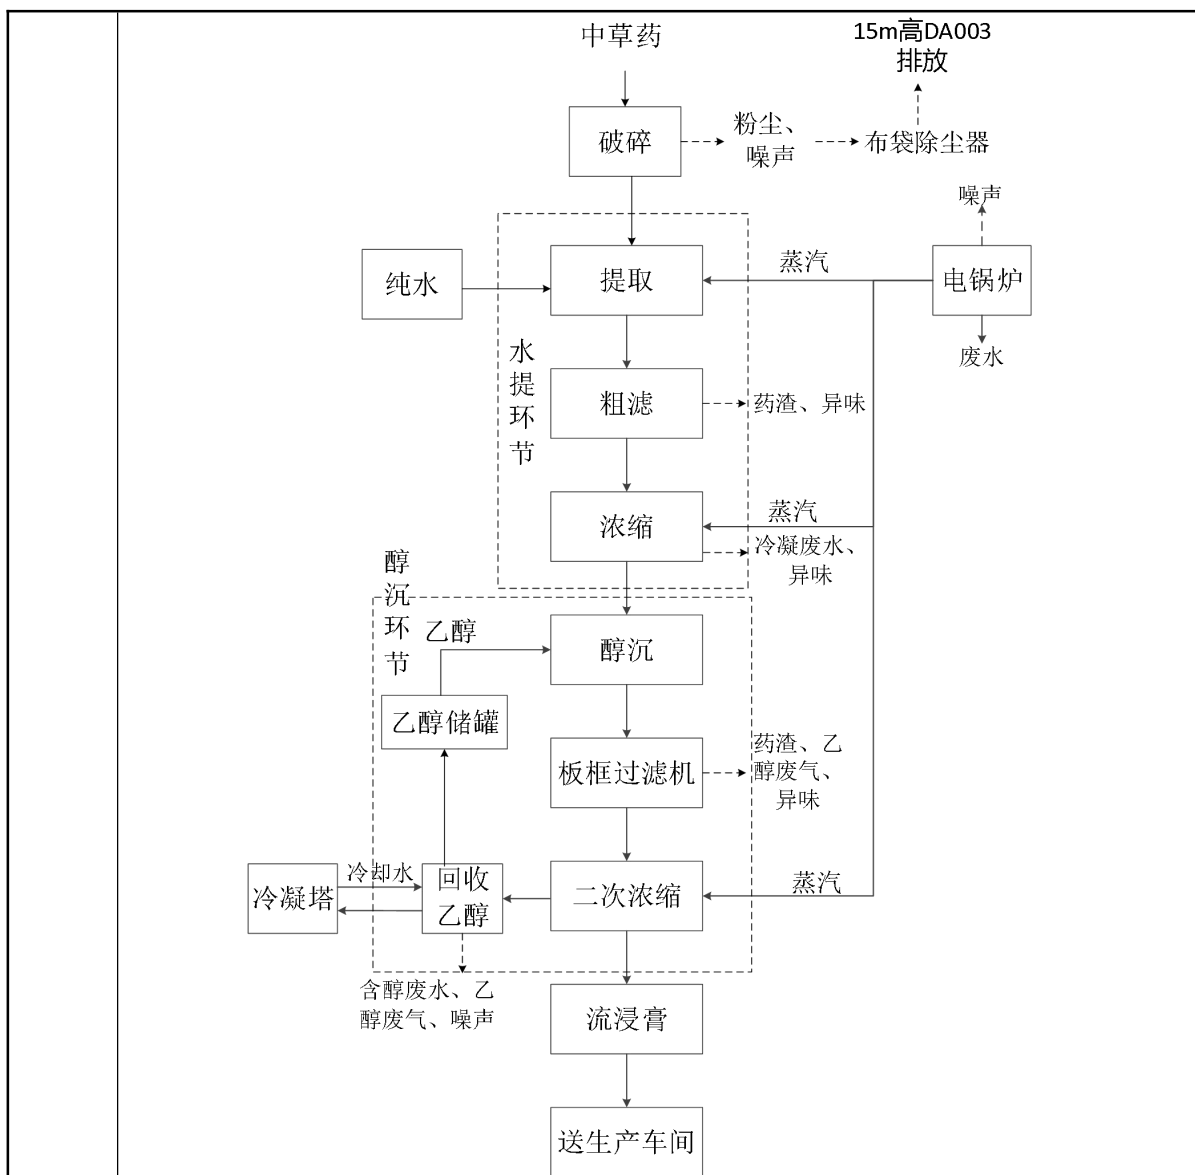 中草药
15m高DA003
排放
破碎
粉尘、
噪声
布袋除尘器
噪声
纯水
提取
蒸汽
电锅炉
废水
水
提
环
节
粗滤
药渣、异味
浓缩
蒸汽
冷凝废水、
异味
醇
沉
环
节
乙醇
醇沉
乙醇储罐
板框过滤机
药渣、乙
醇废气、
异味
冷凝塔
冷却水
回收
乙醇
二次浓缩
蒸汽
含醇废水、乙
醇废气、噪声
流浸膏
送生产车间